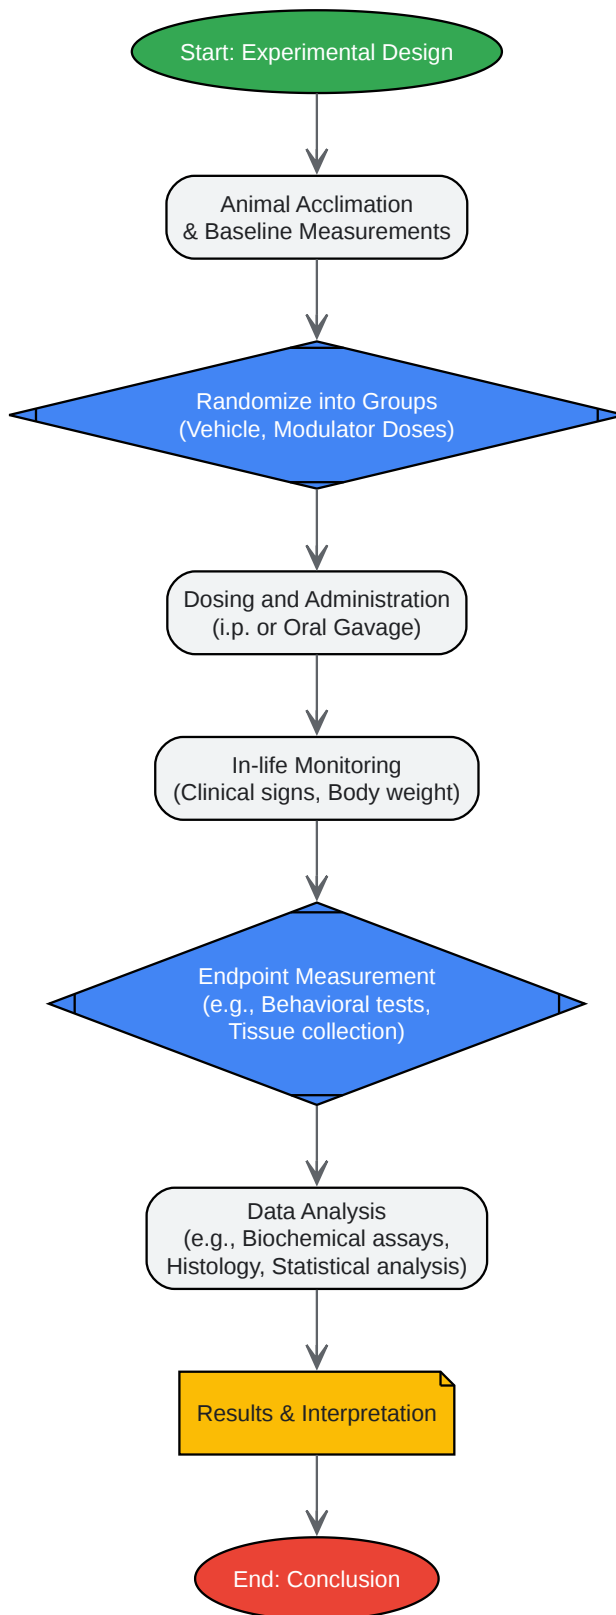 Start: Experimental Design
Animal Acclimation
& Baseline Measurements
Randomize into Groups
(Vehicle, Modulator Doses)
Dosing and Administration
(i.p. or Oral Gavage)
In-life Monitoring
(Clinical signs, Body weight)
Endpoint Measurement
(e.g., Behavioral tests,
Tissue collection)
Data Analysis
(e.g., Biochemical assays,
Histology, Statistical analysis)
Results & Interpretation
End: Conclusion